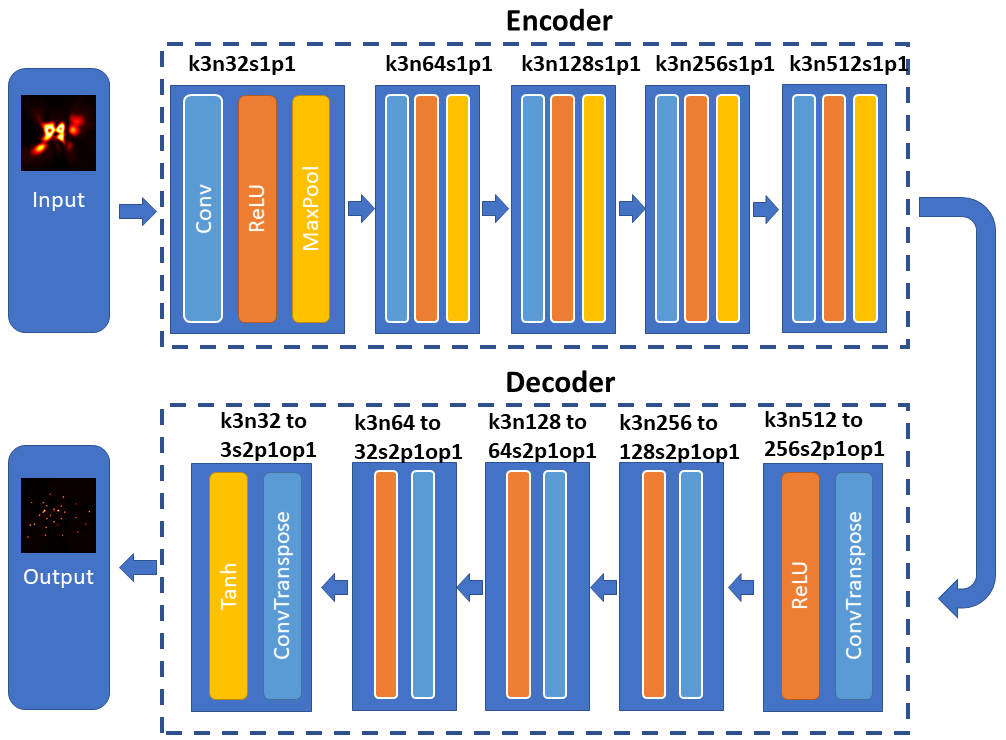 Encoder
k3n32s1p1
k3n64s1p1
k3n128s1p1
k3n256s1p1
k3n512s1p1
Input
Conv
ReLU
MaxPool
Decoder
k3n32 to
3s2p1op1
k3n64 to
32s2p1op1
k3n128 to
64s2p1op1
k3n256 to
128s2p1op1
k3n512 to
256s2p1op1
Output
Tanh
ConvTranspose
ReLU
ConvTranspose